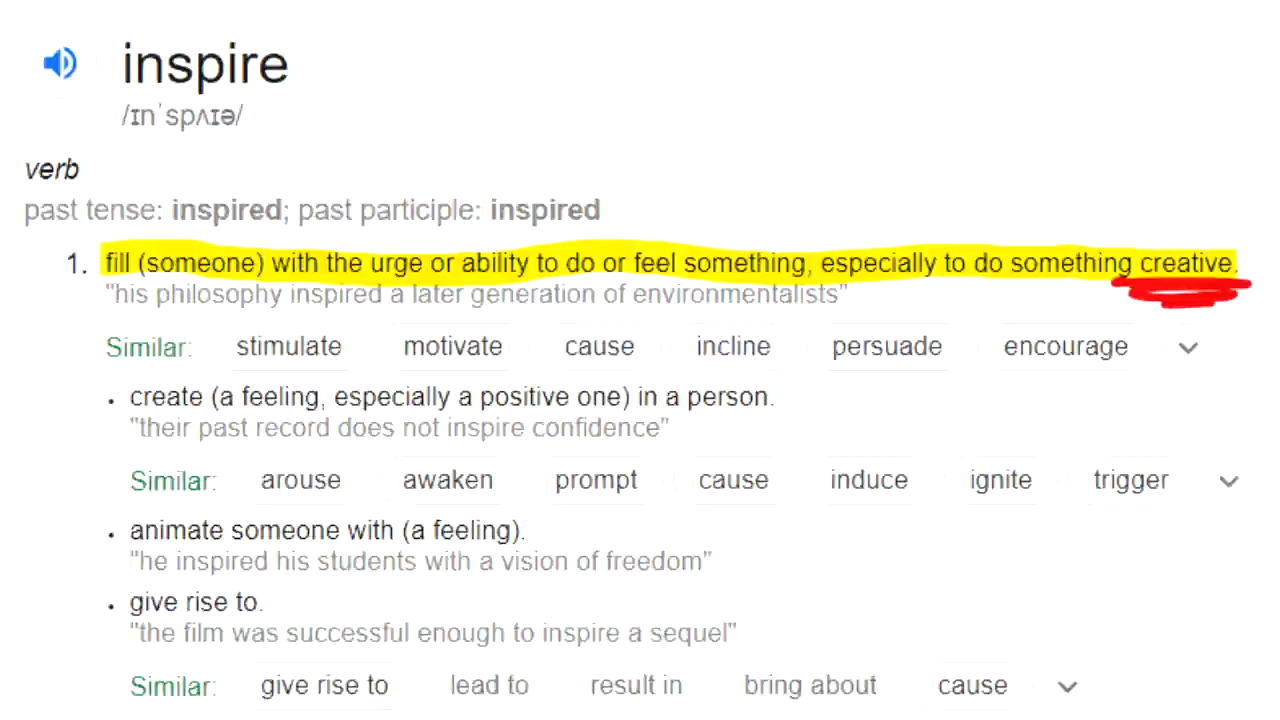 inspire
/ɪnˈspʌɪə/
verb
past tense: inspired; past participle: inspired
1. fill (someone) with the urge or ability to do or feel something, especially to do something creative.
"his philosophy inspired a later generation of environmentalists"
Similar: stimulate motivate cause incline persuade encourage
• create (a feeling, especially a positive one) in a person.
"their past record does not inspire confidence"
Similar: arouse awaken prompt cause induce ignite trigger
• animate someone with (a feeling).
"he inspired his students with a vision of freedom"
• give rise to.
"the film was successful enough to inspire a sequel"
Similar: give rise to lead to result in bring about cause